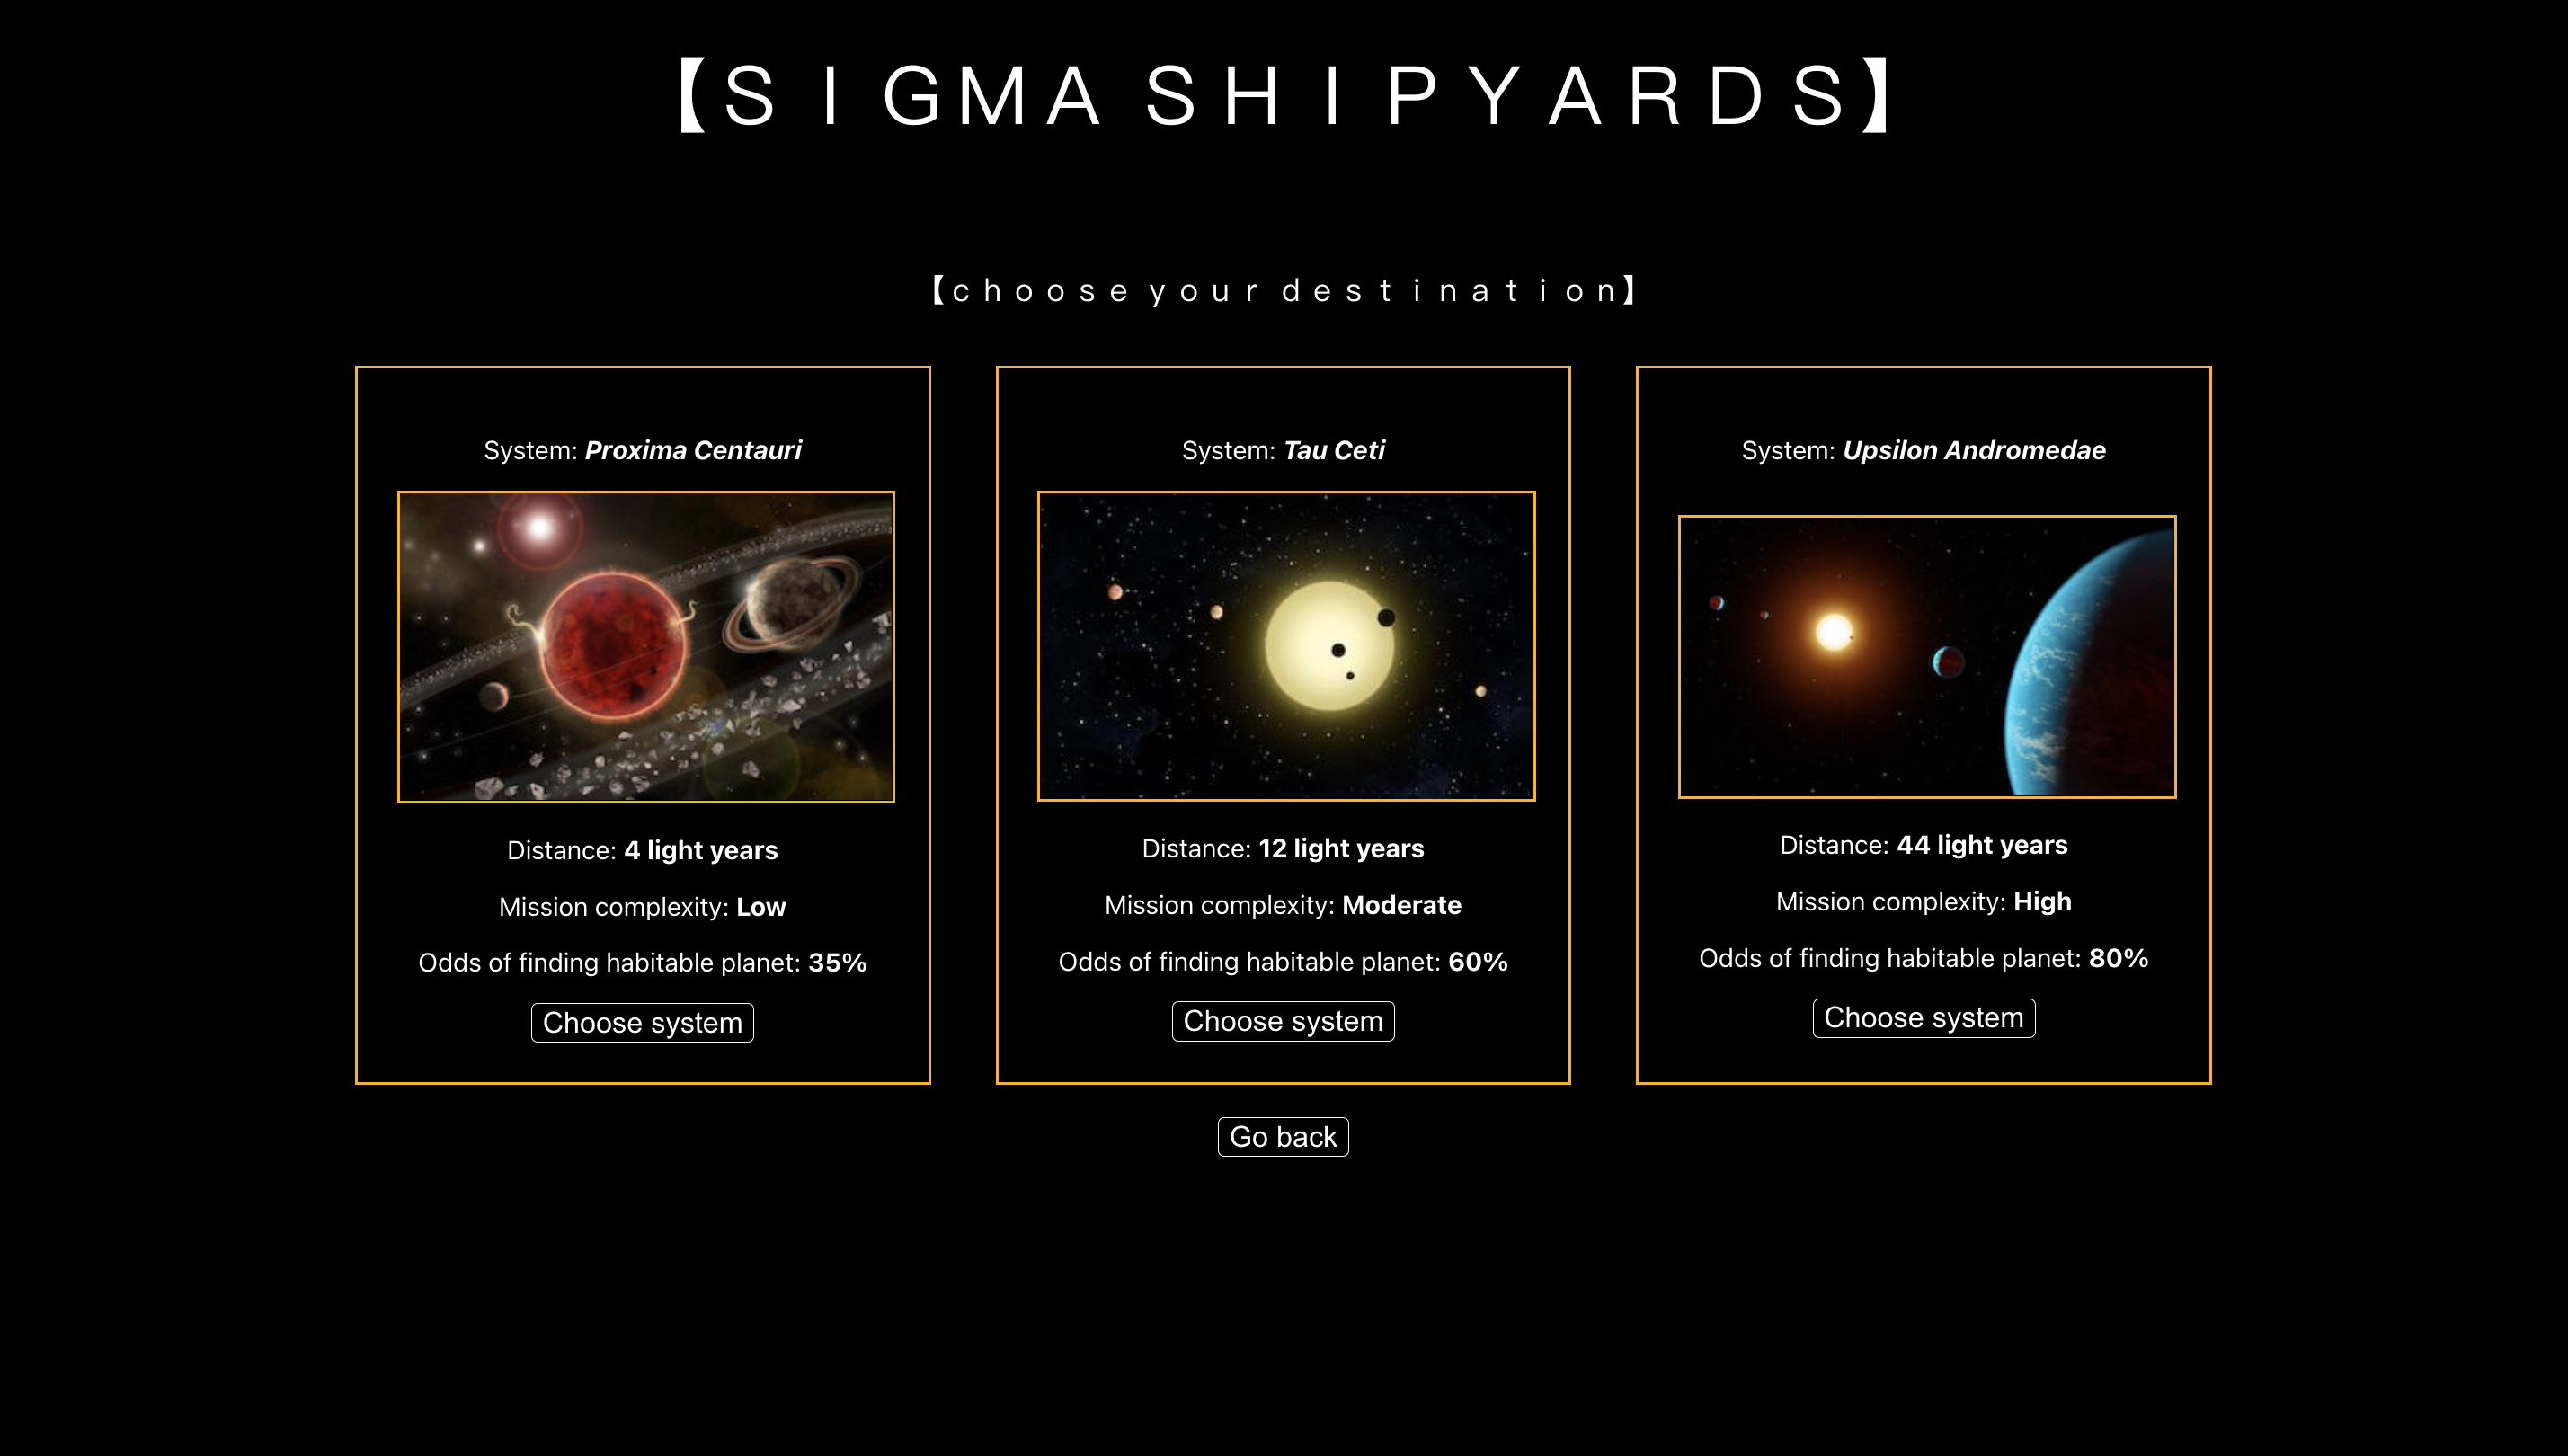 【ＳＩＧＭＡ ＳＨＩＰＹＡＲＤＳ】
【ｃｈｏｏｓｅ ｙｏｕｒ ｄｅｓｔｉｎａｔｉｏｎ】
System: Proxima Centauri
Distance: 4 light years
Mission complexity: Low
Odds of finding habitable planet: 35%
Choose system
System: Tau Ceti
Distance: 12 light years
Mission complexity: Moderate
Odds of finding habitable planet: 60%
Choose system
System: Upsilon Andromedae
Distance: 44 light years
Mission complexity: High
Odds of finding habitable planet: 80%
Choose system
Go back